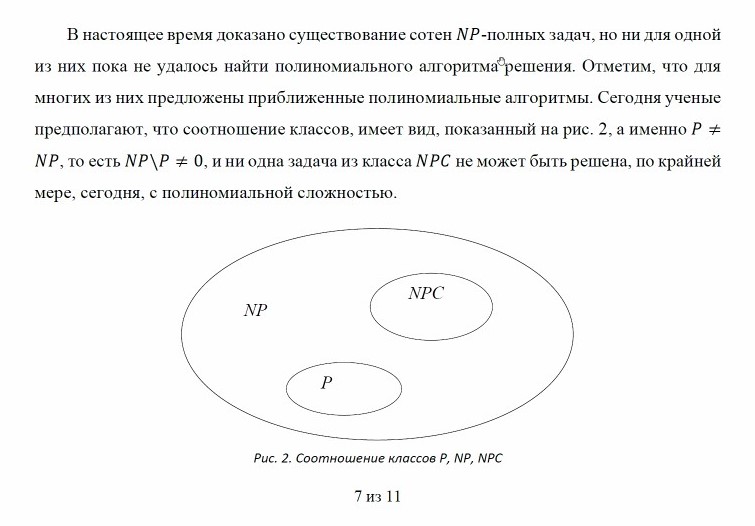 В настоящее время доказано существование сотен NP-полных задач, но ни для одной
из них пока не удалось найти полиномиального алгоритма решения. Отметим, что для
многих из них предложены приближенные полиномиальные алгоритмы. Сегодня ученые
предполагают, что соотношение классов, имеет вид, показанный на рис. 2, а именно P ≠
NP, то есть NP\P ≠ 0, и ни одна задача из класса NPC не может быть решена, по крайней
мере, сегодня, с полиномиальной сложностью.
NPC
NP
P
Рис. 2. Соотношение классов P, NP, NPC
7 из 11